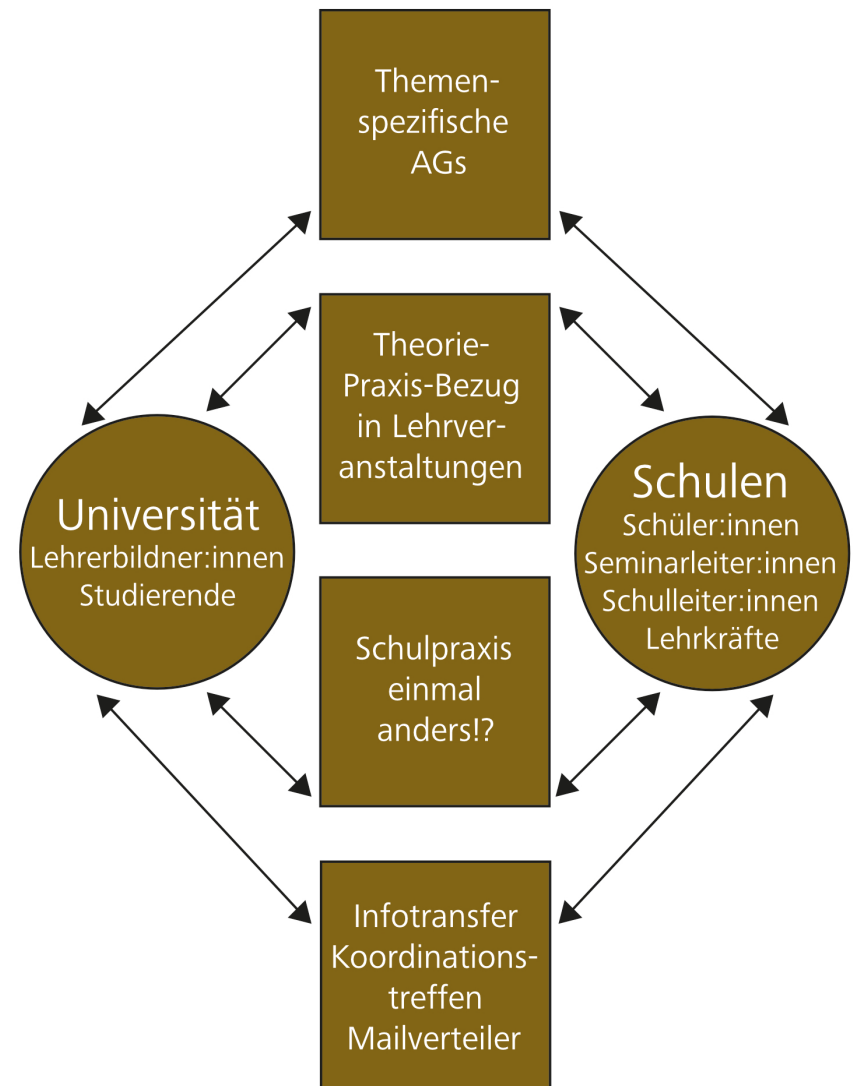 Themen-
spezifische
AGs
Theorie-
Praxis-Bezug
in Lehrver-
anstaltungen
Universität
Lehrerbildner:innen
Studierende
Schulen
Schüler:innen
Seminarleiter:innen
Schulleiter:innen
Lehrkräfte
Schulpraxis
einmal
anders!?
Infotransfer
Koordinations-
treffen
Mailverteiler